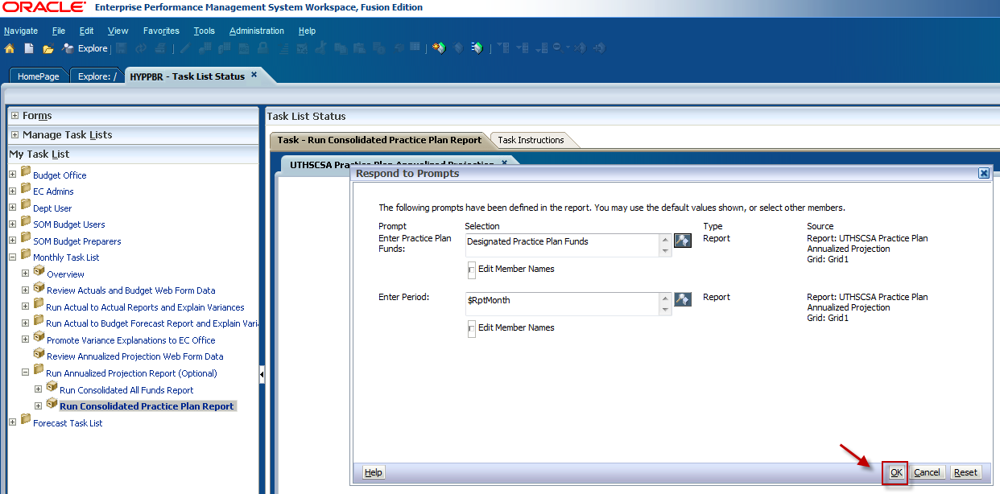 ORACLE® Enterprise Performance Management System Workspace, Fusion Edition
Navigate File Edit View Favorites Tools Administration Help
Explore
HomePage Explore: / HYPPBR - Task List Status
Forms
Manage Task Lists
My Task List
Budget Office
EC Admins
Dept User
SOM Budget Users
SOM Budget Preparers
Monthly Task List
Overview
Review Actuals and Budget Web Form Data
Run Actual to Actual Reports and Explain Variances
Run Actual to Budget Forecast Report and Explain Varia
Promote Variance Explanations to EC Office
Review Annualized Projection Web Form Data
Run Annualized Projection Report (Optional)
Run Consolidated All Funds Report
Run Consolidated Practice Plan Report
Forecast Task List
Task List Status
Task - Run Consolidated Practice Plan Report Task Instructions
UTHSCSA Practice Plan Annualized Projection
Respond to Prompts
The following prompts have been defined in the report. You may use the default values shown, or select other members.
Prompt Selection Type Source
Enter Practice Plan Designated Practice Plan Funds Report Report: UTHSCSA Practice Plan
Funds: Annualized Projection
Grid: Grid1
Edit Member Names
Enter Period: $RptMonth Report Report: UTHSCSA Practice Plan
Annualized Projection
Grid: Grid1
Edit Member Names
Help OK Cancel Reset